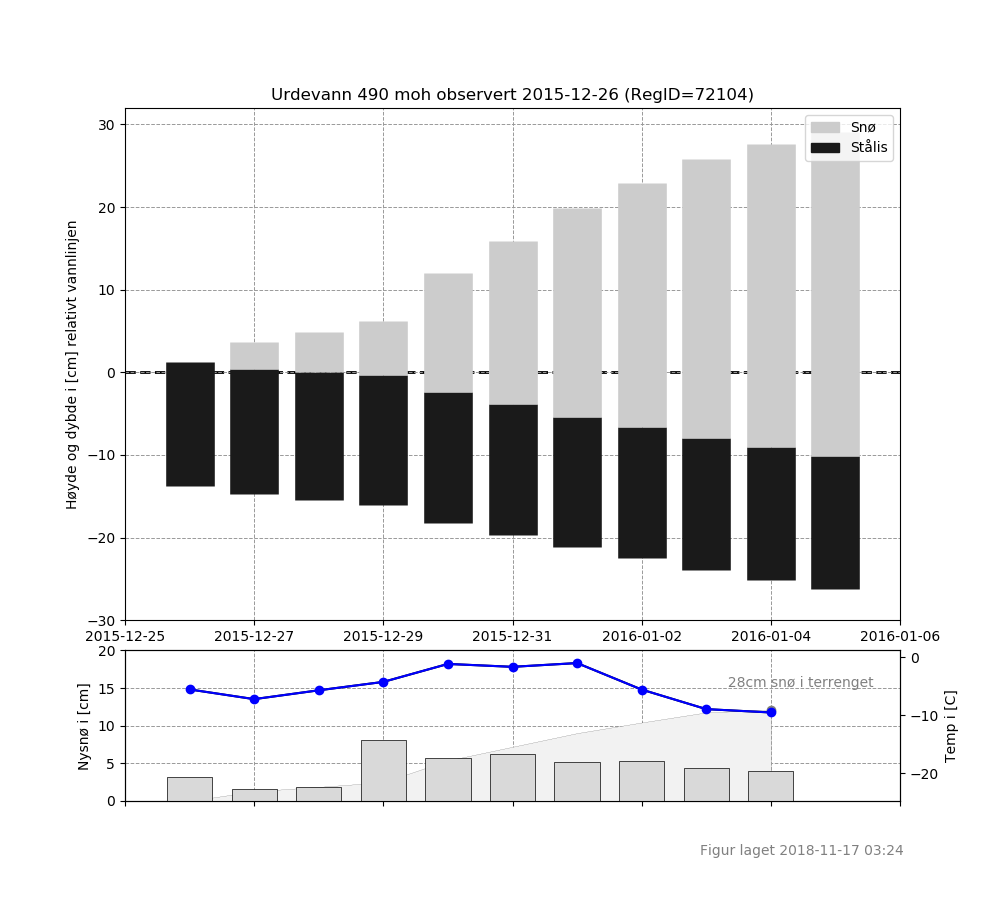 Urdevann 490 moh observert 2015-12-26 (RegID=72104)
Høyde og dybde i [cm] relativt vannlinjen
30
20
10
0
−10
−20
−30
Snø
Stålis
2015-12-25 2015-12-27 2015-12-29 2015-12-31 2016-01-02 2016-01-04 2016-01-06
Nysnø i [cm]
20
15
10
5
0
28cm snø i terrenget
0
−10
−20
Temp i [C]
Figur laget 2018-11-17 03:24